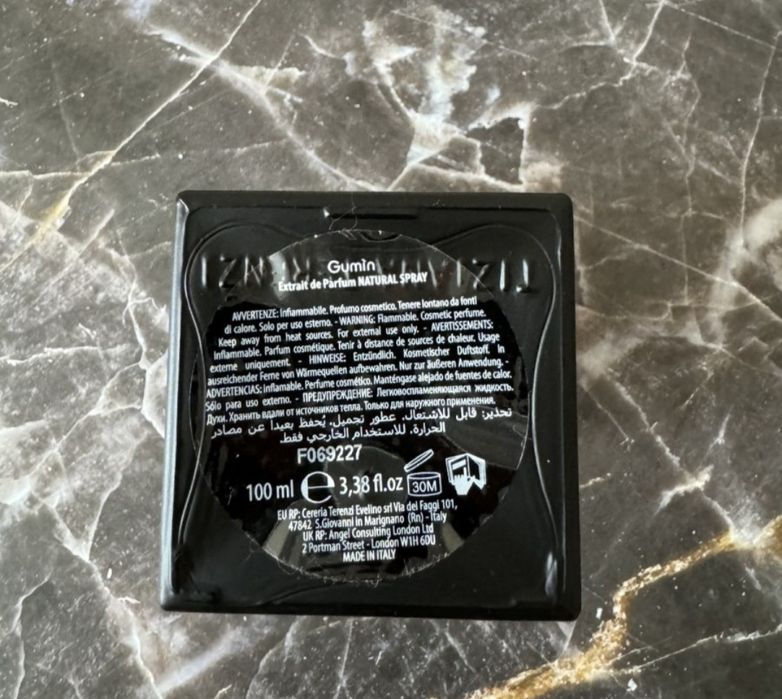 TIZIANA TERENZI
Gumin
Extrait de Parfum NATURAL SPRAY
AVVERTENZE: Infiammabile. Profumo cosmetico. Tenere lontano da fonti
di calore. Solo per uso esterno. - WARNING: Flammable. Cosmetic perfume.
Keep away from heat sources. For external use only. - AVERTISSEMENTS:
Inflammable. Parfum cosmétique. Tenir à distance de sources de chaleur. Usage
externe uniquement. - HINWEISE: Entzündlich. Kosmetischer Duftstoff. In
ausreichender Ferne von Wärmequellen aufbewahren. Nur zur äußeren Anwendung. -
ADVERTENCIAS: inflamable. Perfume cosmético. Manténgase alejado de fuentes de calor.
Sólo para uso externo. - ПРЕДУПРЕЖДЕНИЕ: Легковоспламеняющаяся жидкость.
Духи. Хранить вдали от источников тепла. Только для наружного применения.
تحذير: قابل للاشتعال. عطور تجميل. يُحفظ بعيداً عن مصادر
الحرارة. للاستخدام الخارجي فقط.
F069227
100 ml e 3,38 fl.oz 30M
EU RP: Cereria Terenzi Evelino srl Via del Faggi 101,
47842 S.Giovanni in Marignano (Rn) - Italy
UK RP: Angel Consulting London Ltd
2 Portman Street - London W1H 6DU
MADE IN ITALY